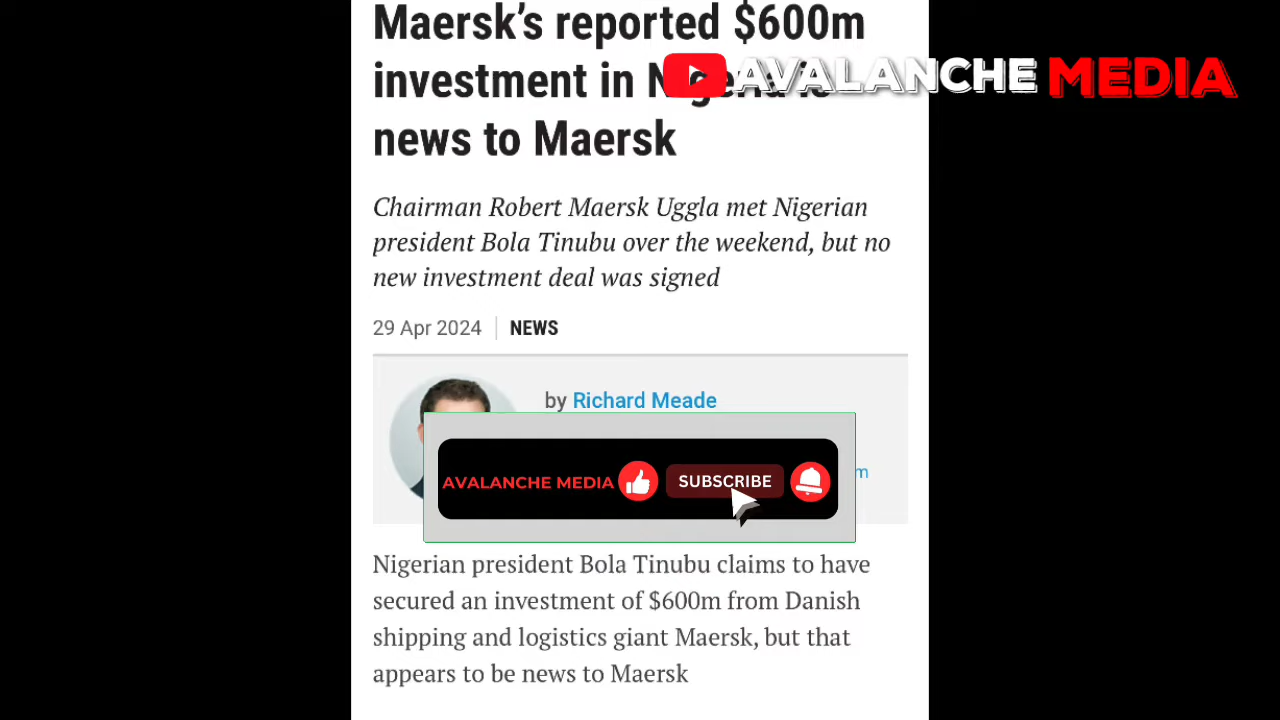 Maersk's reported $600m
investment in Nigeria is
news to Maersk
AVALANCHE MEDIA
Chairman Robert Maersk Uggla met Nigerian
president Bola Tinubu over the weekend, but no
new investment deal was signed
29 Apr 2024 NEWS
by Richard Meade
m
AVALANCHE MEDIA SUBSCRIBE
Nigerian president Bola Tinubu claims to have
secured an investment of $600m from Danish
shipping and logistics giant Maersk, but that
appears to be news to Maersk